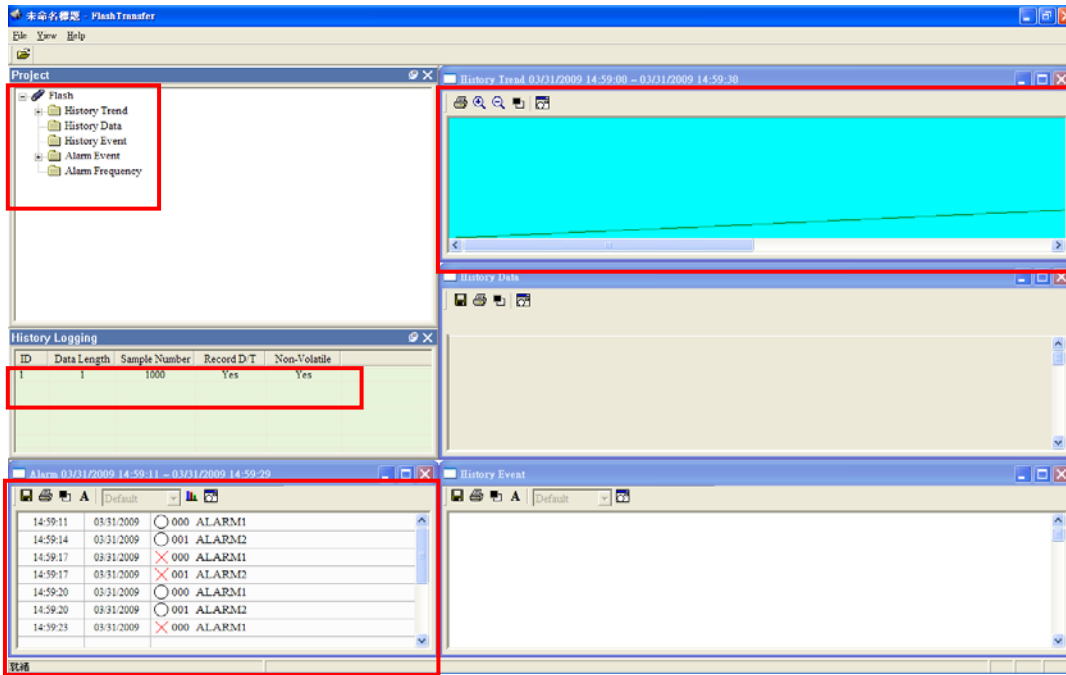 未命名標題 - FlashTransfer
File View Help
Project
Flash
History Trend
History Data
History Event
Alarm Event
Alarm Frequency
History Logging
ID Data Length Sample Number Record D/T Non-Volatile
1 1 1000 Yes Yes
Alarm 03/31/2009 14:59:11 ~ 03/31/2009 14:59:29
A Default
14:59:11 03/31/2009 000 ALARM1
14:59:14 03/31/2009 001 ALARM2
14:59:17 03/31/2009 000 ALARM1
14:59:17 03/31/2009 001 ALARM2
14:59:20 03/31/2009 000 ALARM1
14:59:20 03/31/2009 001 ALARM2
14:59:23 03/31/2009 000 ALARM1
History Trend 03/31/2009 14:59:00 ~ 03/31/2009 14:59:30
History Data
History Event
A Default
就緒